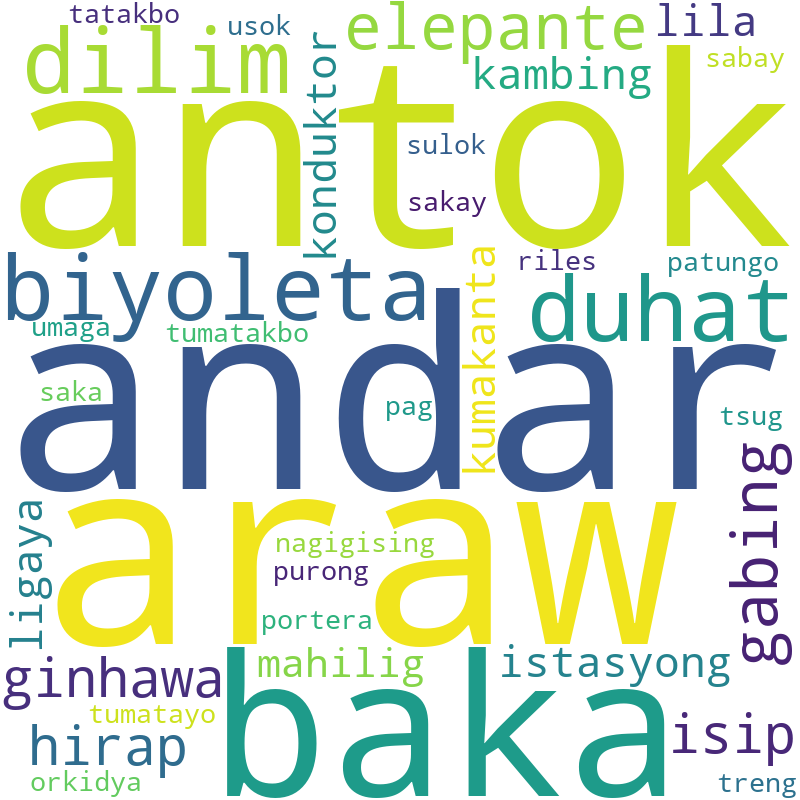 tatakbo
usok
elepante
lila
dilim
konduktor
kambing
sabay
antok
sulok
sakay
biyoleta
kumakanta
riles
patungo
duhat
umaga
tumatakbo
andar
saka
pag
tsug
gabing
ligaya
araw
nagigising
purong
portera
ginhawa
mahilig
istasyong
baka
tumatayo
hirap
isip
orkidya
treng